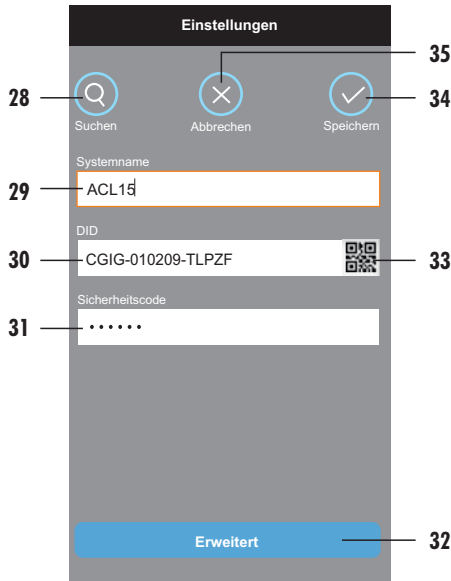 Einstellungen
35
28
34
Suchen Abbrechen Speichern
Systemname
29 ACL15
DID
30 CGIG-010209-TLPZF 33
Sicherheitscode
31 ••••••
Erweitert 32